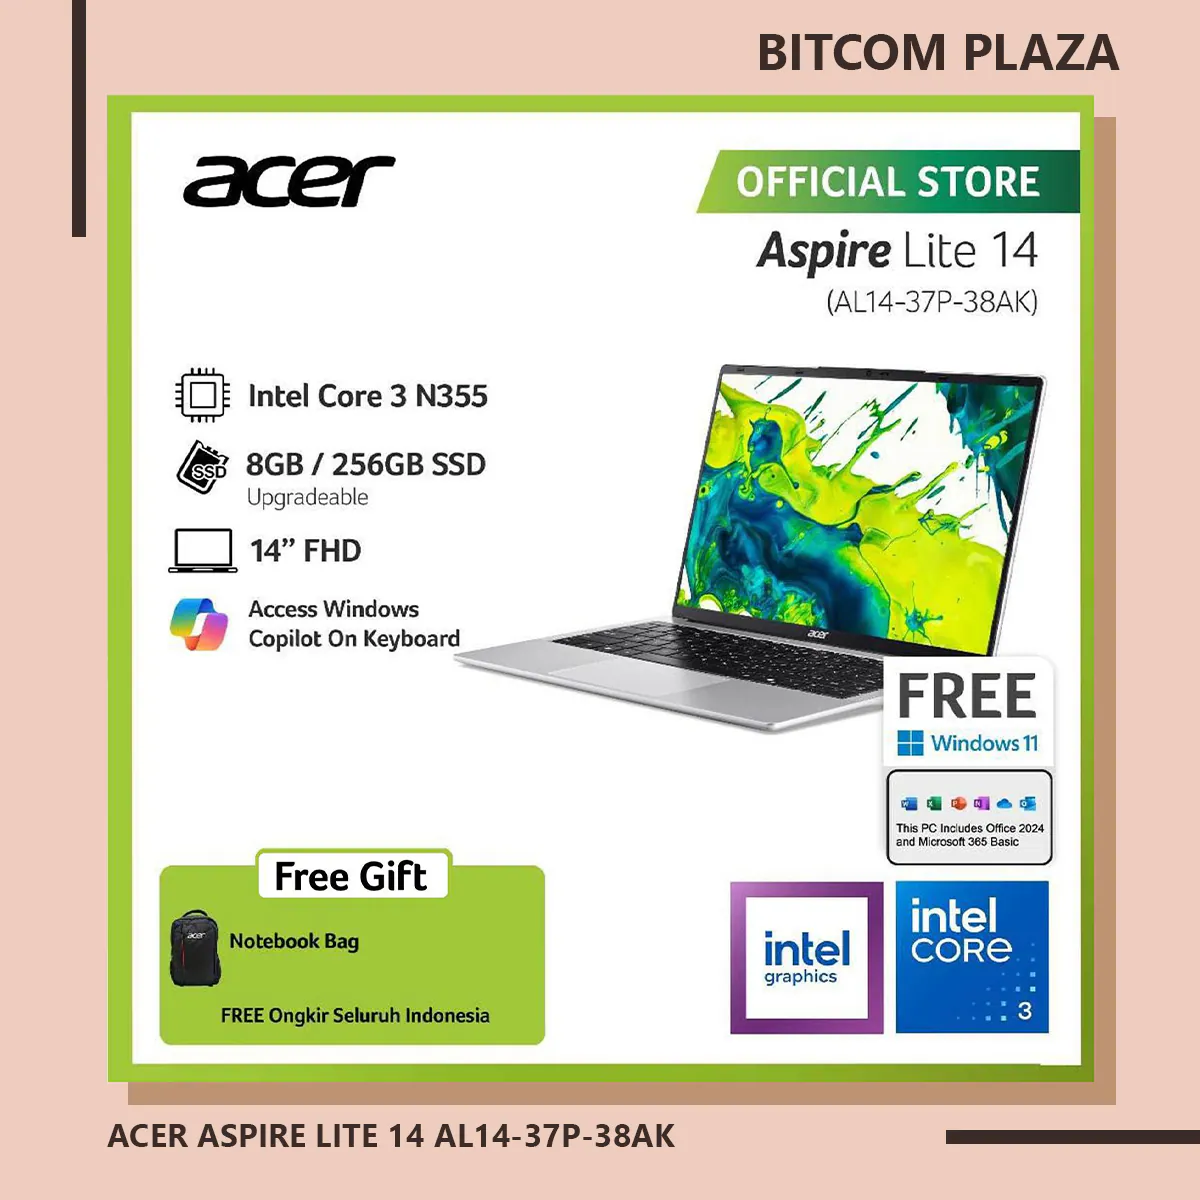 BITCOM PLAZA
acer
OFFICIAL STORE
Aspire Lite 14
(AL14-37P-38AK)
Intel Core 3 N355
SSD
8GB / 256GB SSD
Upgradeable
14” FHD
Access Windows
Copilot On Keyboard
acer
FREE
Windows 11
This PC Includes Office 2024
and Microsoft 365 Basic
Free Gift
acer
Notebook Bag
FREE Ongkir Seluruh Indonesia
intel
graphics
intel
CORE
3
ACER ASPIRE LITE 14 AL14-37P-38AK